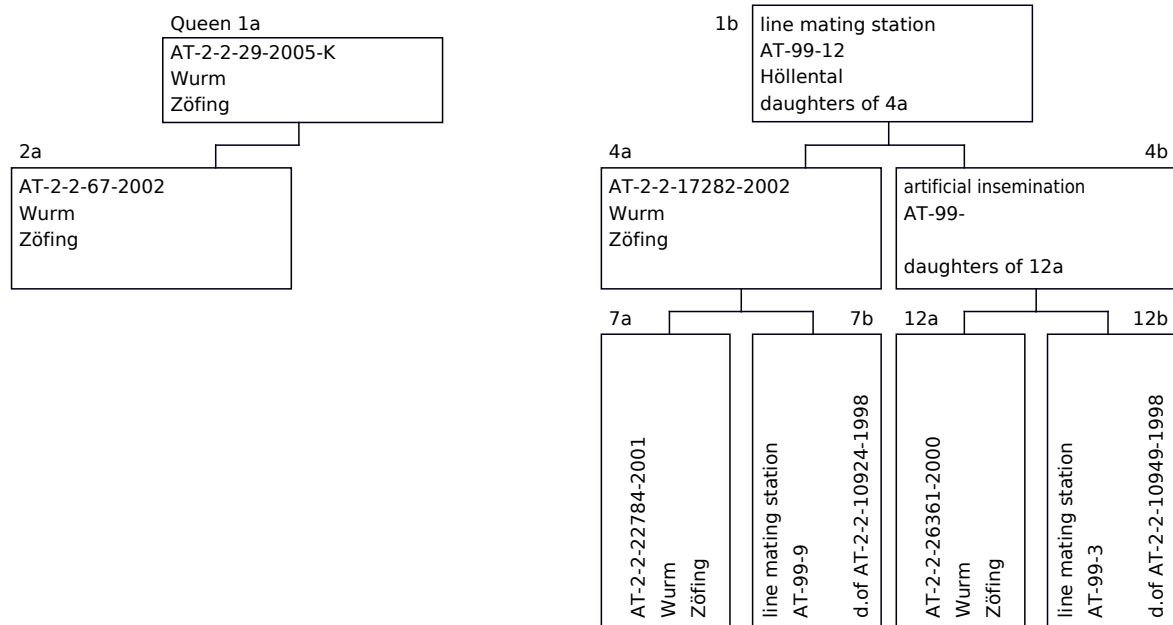 Queen 1a
AT-2-2-29-2005-K
Wurm
Zöfing
1b
line mating station
AT-99-12
Höllental
daughters of 4a
2a
AT-2-2-67-2002
Wurm
Zöfing
4a
AT-2-2-17282-2002
Wurm
Zöfing
4b
artificial insemination
AT-99-
daughters of 12a
7a
AT-2-2-22784-2001
Wurm
Zöfing
7b
line mating station
AT-99-9
d.of AT-2-2-10924-1998
12a
AT-2-2-26361-2000
Wurm
Zöfing
12b
line mating station
AT-99-3
d.of AT-2-2-10949-1998